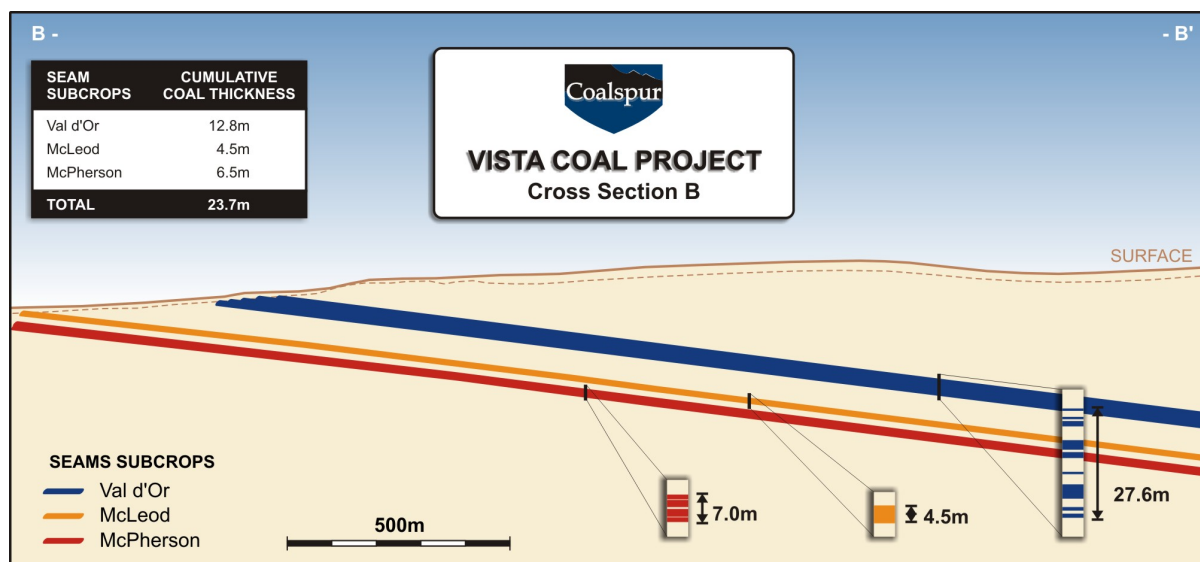 B -
- B'
SEAM SUBCROPS CUMULATIVE COAL THICKNESS
Val d'Or 12.8m
McLeod 4.5m
McPherson 6.5m
TOTAL 23.7m
Coalspur
VISTA COAL PROJECT
Cross Section B
SURFACE
SEAMS SUBCROPS
Val d'Or
McLeod
McPherson
500m
7.0m
4.5m
27.6m